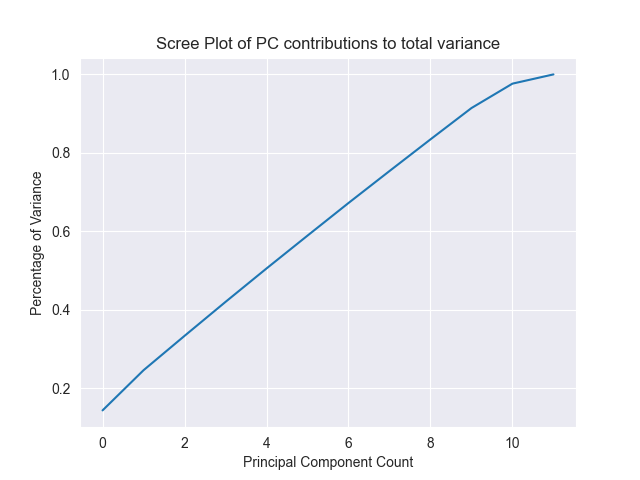 Scree Plot of PC contributions to total variance
1.0
0.8
0.6
0.4
0.2
Percentage of Variance
0 2 4 6 8 10
Principal Component Count